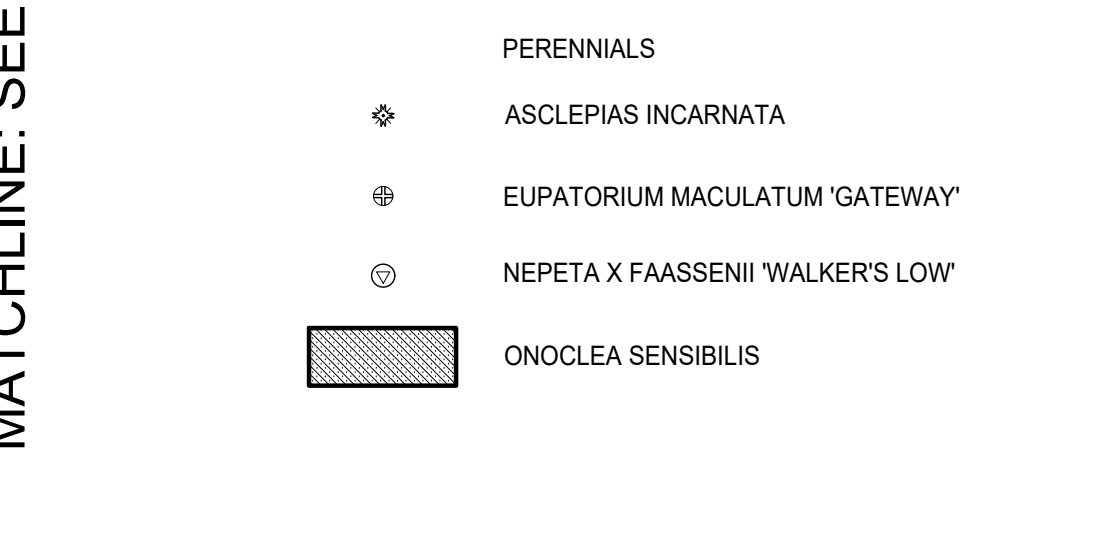 MATCHLINE: SEE
PERENNIALS
ASCLEPIAS INCARNATA
EUPATORIUM MACULATUM 'GATEWAY'
NEPETA X FAASSENII 'WALKER'S LOW'
ONOCLEA SENSIBILIS